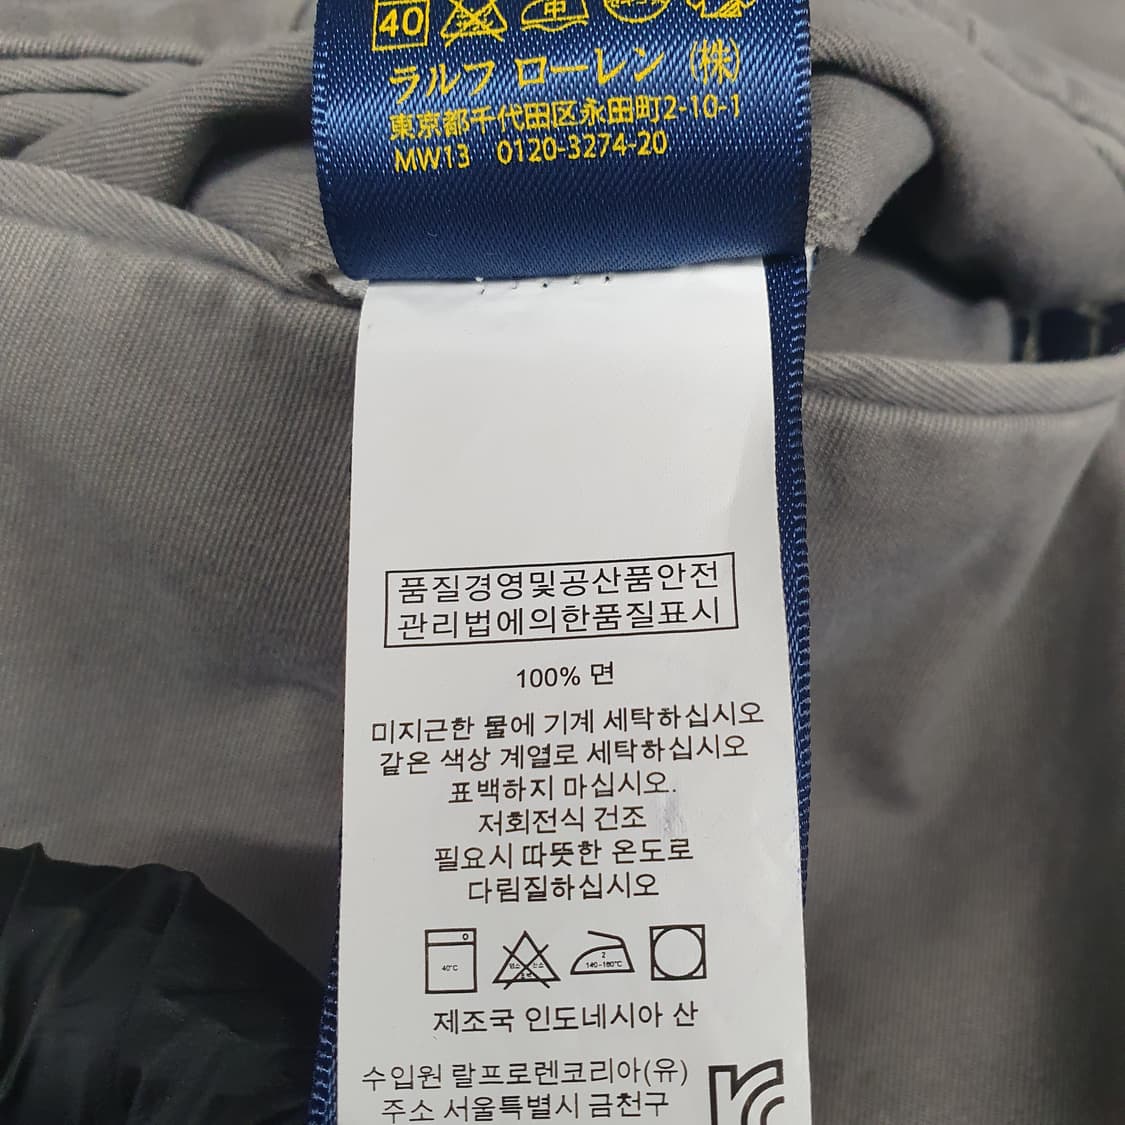 40
ラルフ ローレン (株)
東京都千代田区永田町2-10-1
MW13 0120-3274-20
품질경영및공산품안전
관리법에의한품질표시
100% 면
미지근한 물에 기계 세탁하십시오
같은 색상 계열로 세탁하십시오
표백하지 마십시오.
저회전식 건조
필요시 따뜻한 온도로
다림질하십시오
40°C
2
140~160°C
제조국 인도네시아 산
수입원 랄프로렌코리아(유)
주소 서울특별시 금천구